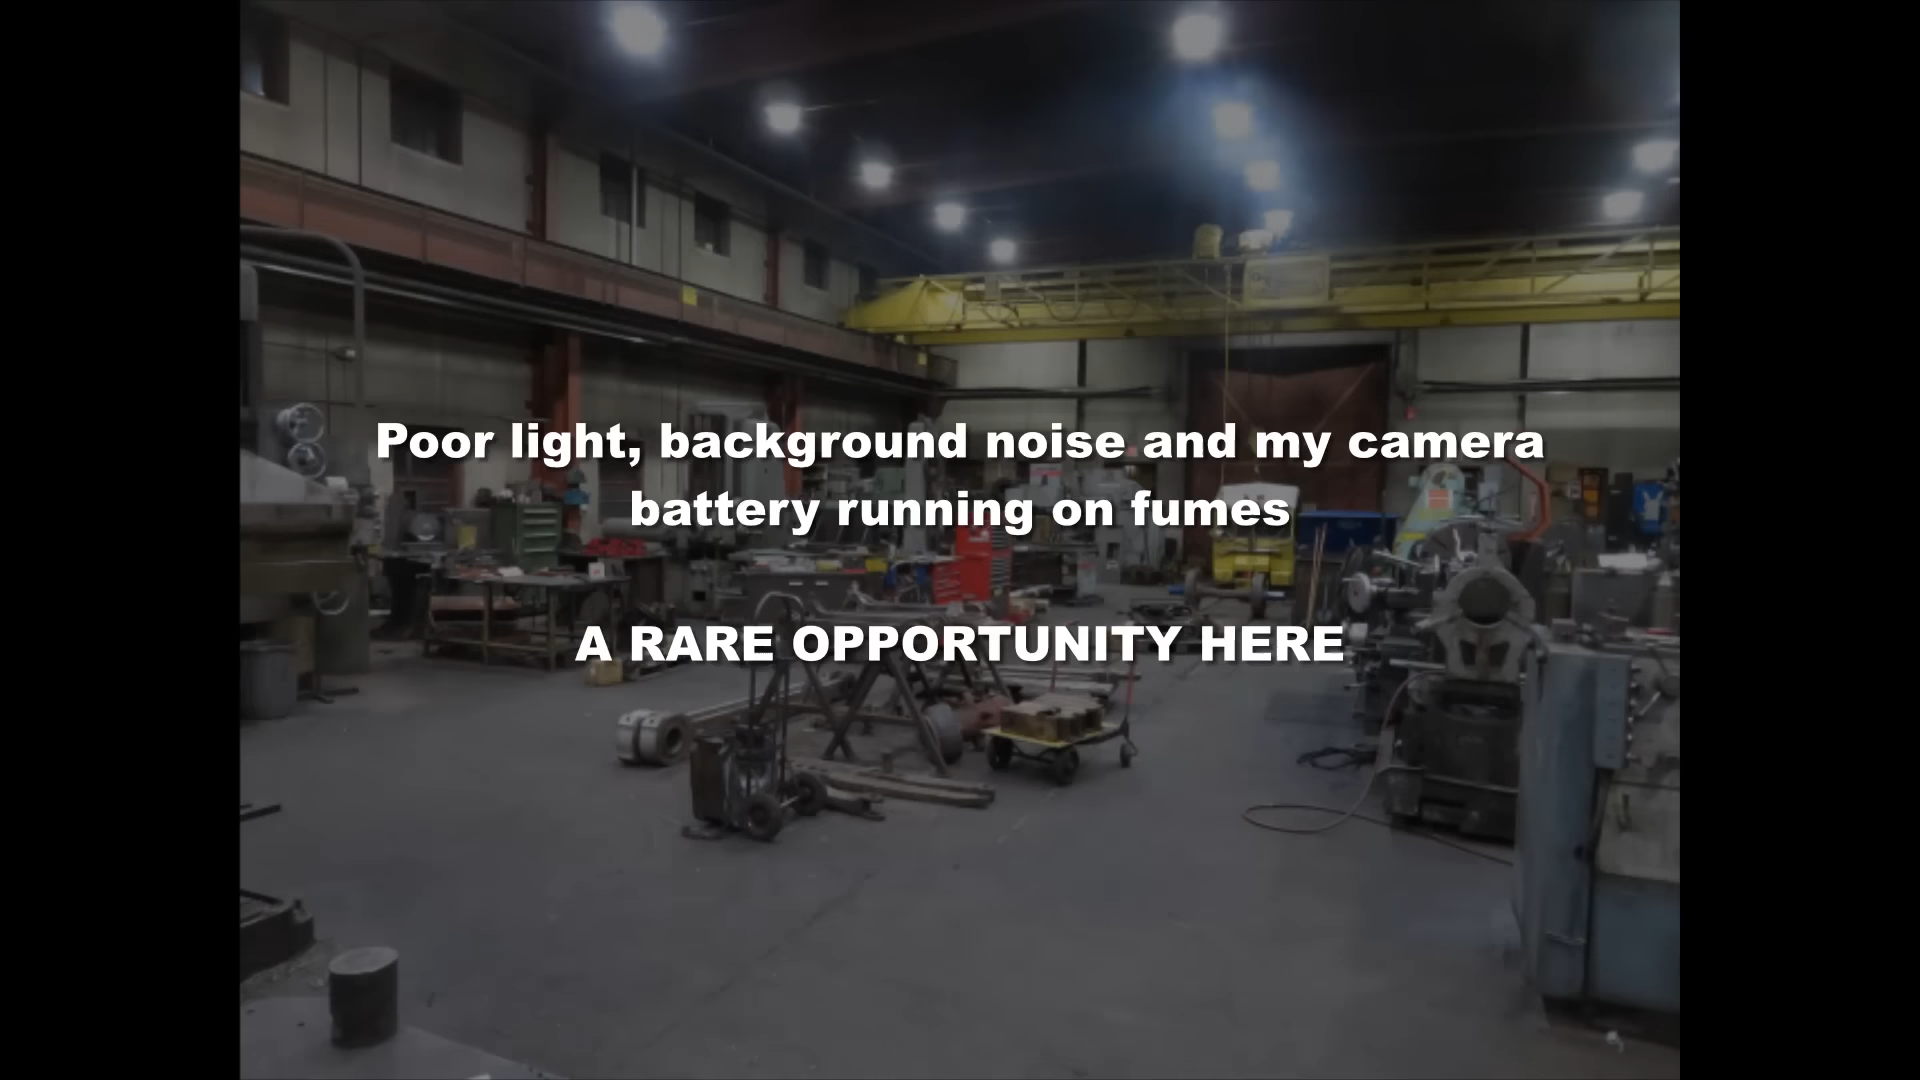 Poor light, background noise and my camera
battery running on fumes
A RARE OPPORTUNITY HERE